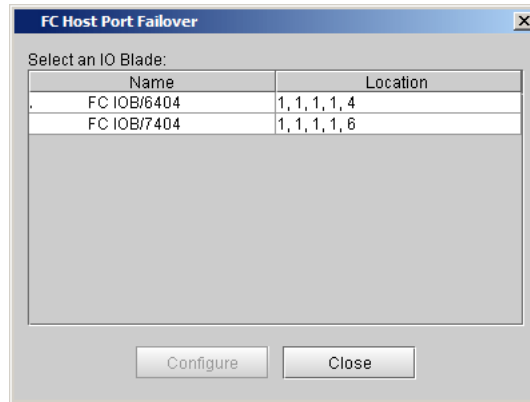 FC Host Port Failover
Select an IO Blade:
Name Location
FC IOB/6404 1, 1, 1, 1, 4
FC IOB/7404 1, 1, 1, 1, 6
Configure Close